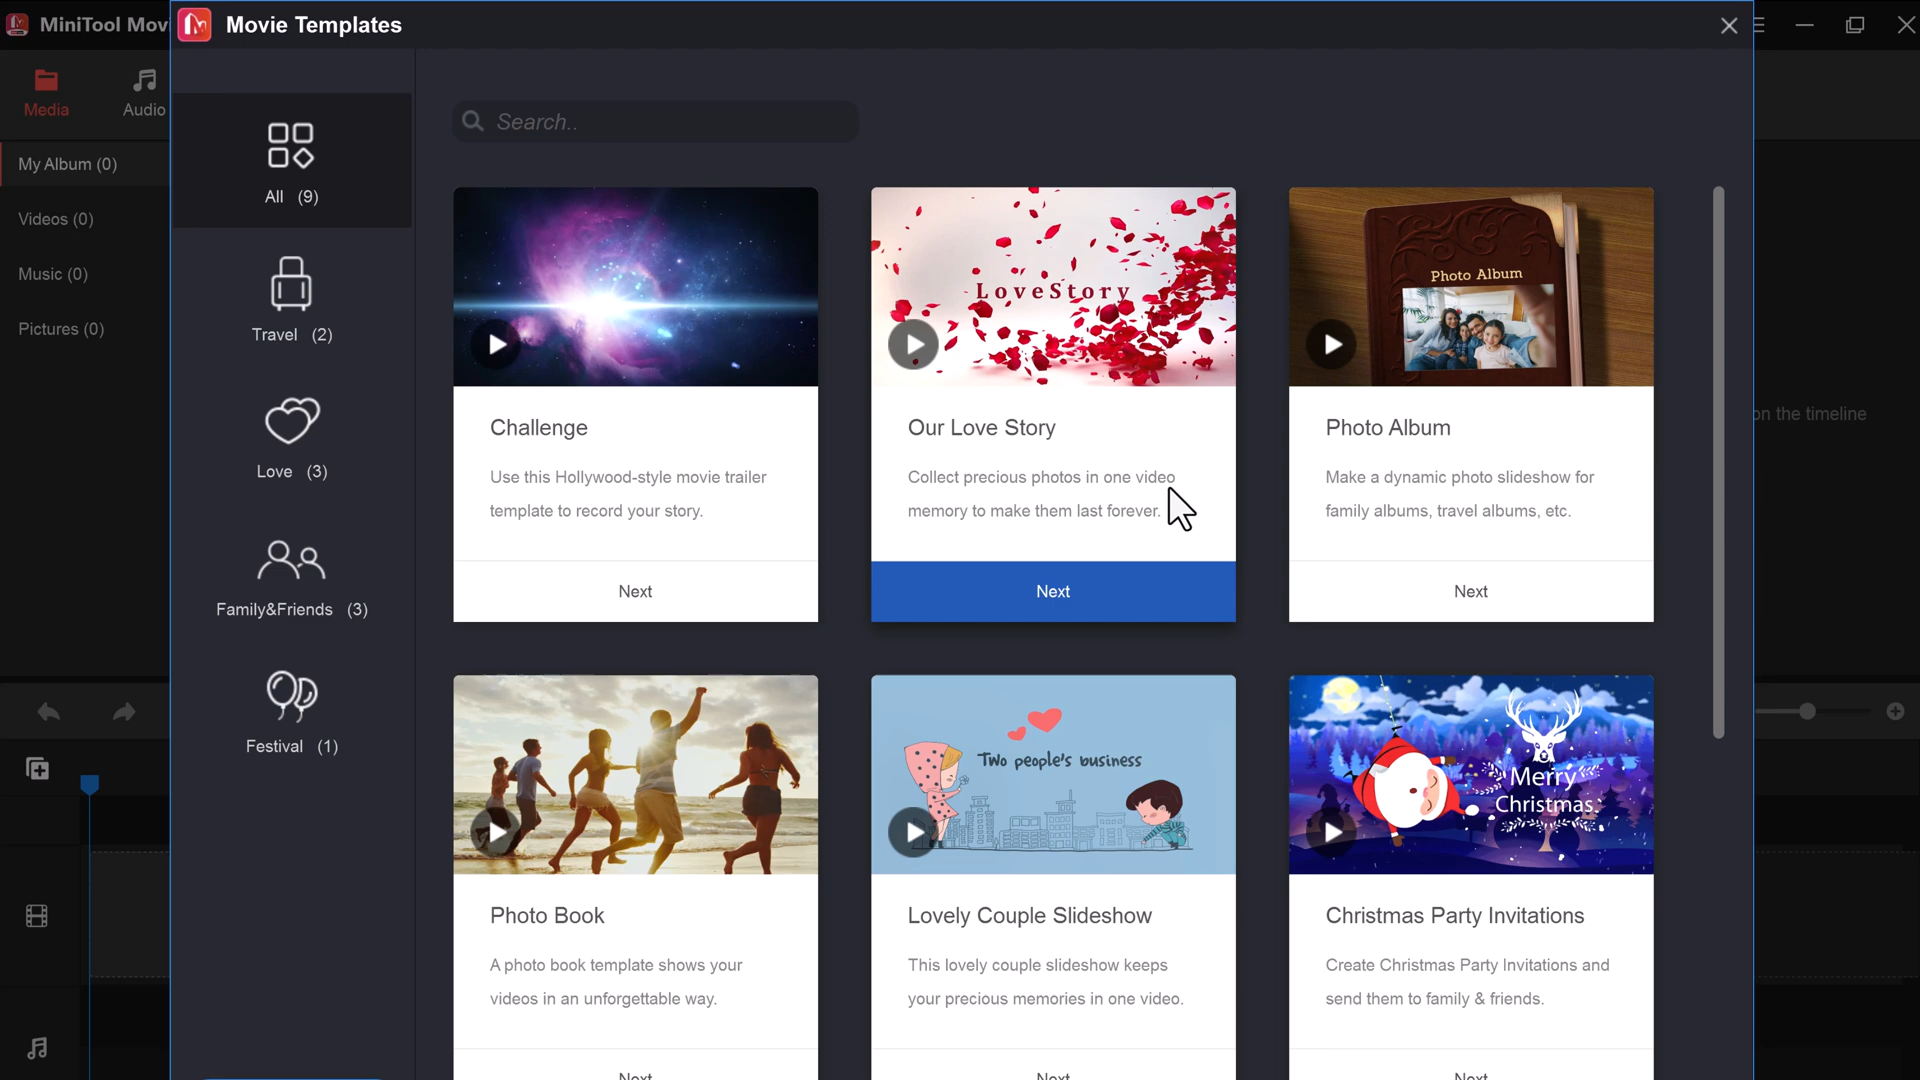 MiniTool Mov
Movie Templates
Media
Audio
My Album (0)
Videos (0)
Music (0)
Pictures (0)
All (9)
Travel (2)
Love (3)
Family&Friends (3)
Festival (1)
Search..
LoveStory
Photo Album
Challenge
Use this Hollywood-style movie trailer
template to record your story.
Next
Our Love Story
Collect precious photos in one video
memory to make them last forever.
Next
Photo Album
Make a dynamic photo slideshow for
family albums, travel albums, etc.
Next
on the timeline
Two people's business
Merry
Christmas
Photo Book
A photo book template shows your
videos in an unforgettable way.
Next
Lovely Couple Slideshow
This lovely couple slideshow keeps
your precious memories in one video.
Next
Christmas Party Invitations
Create Christmas Party Invitations and
send them to family & friends.
Next